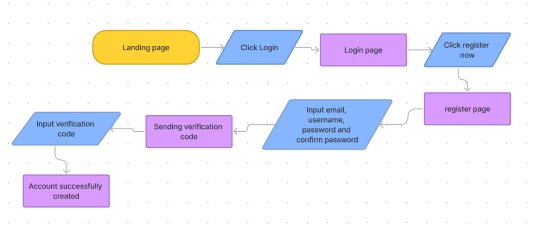 Landing page
Click Login
Login page
Click register
now
register page
Input email,
username,
password and
confirm password
Sending verification
code
Input verification
code
Account successfully
created